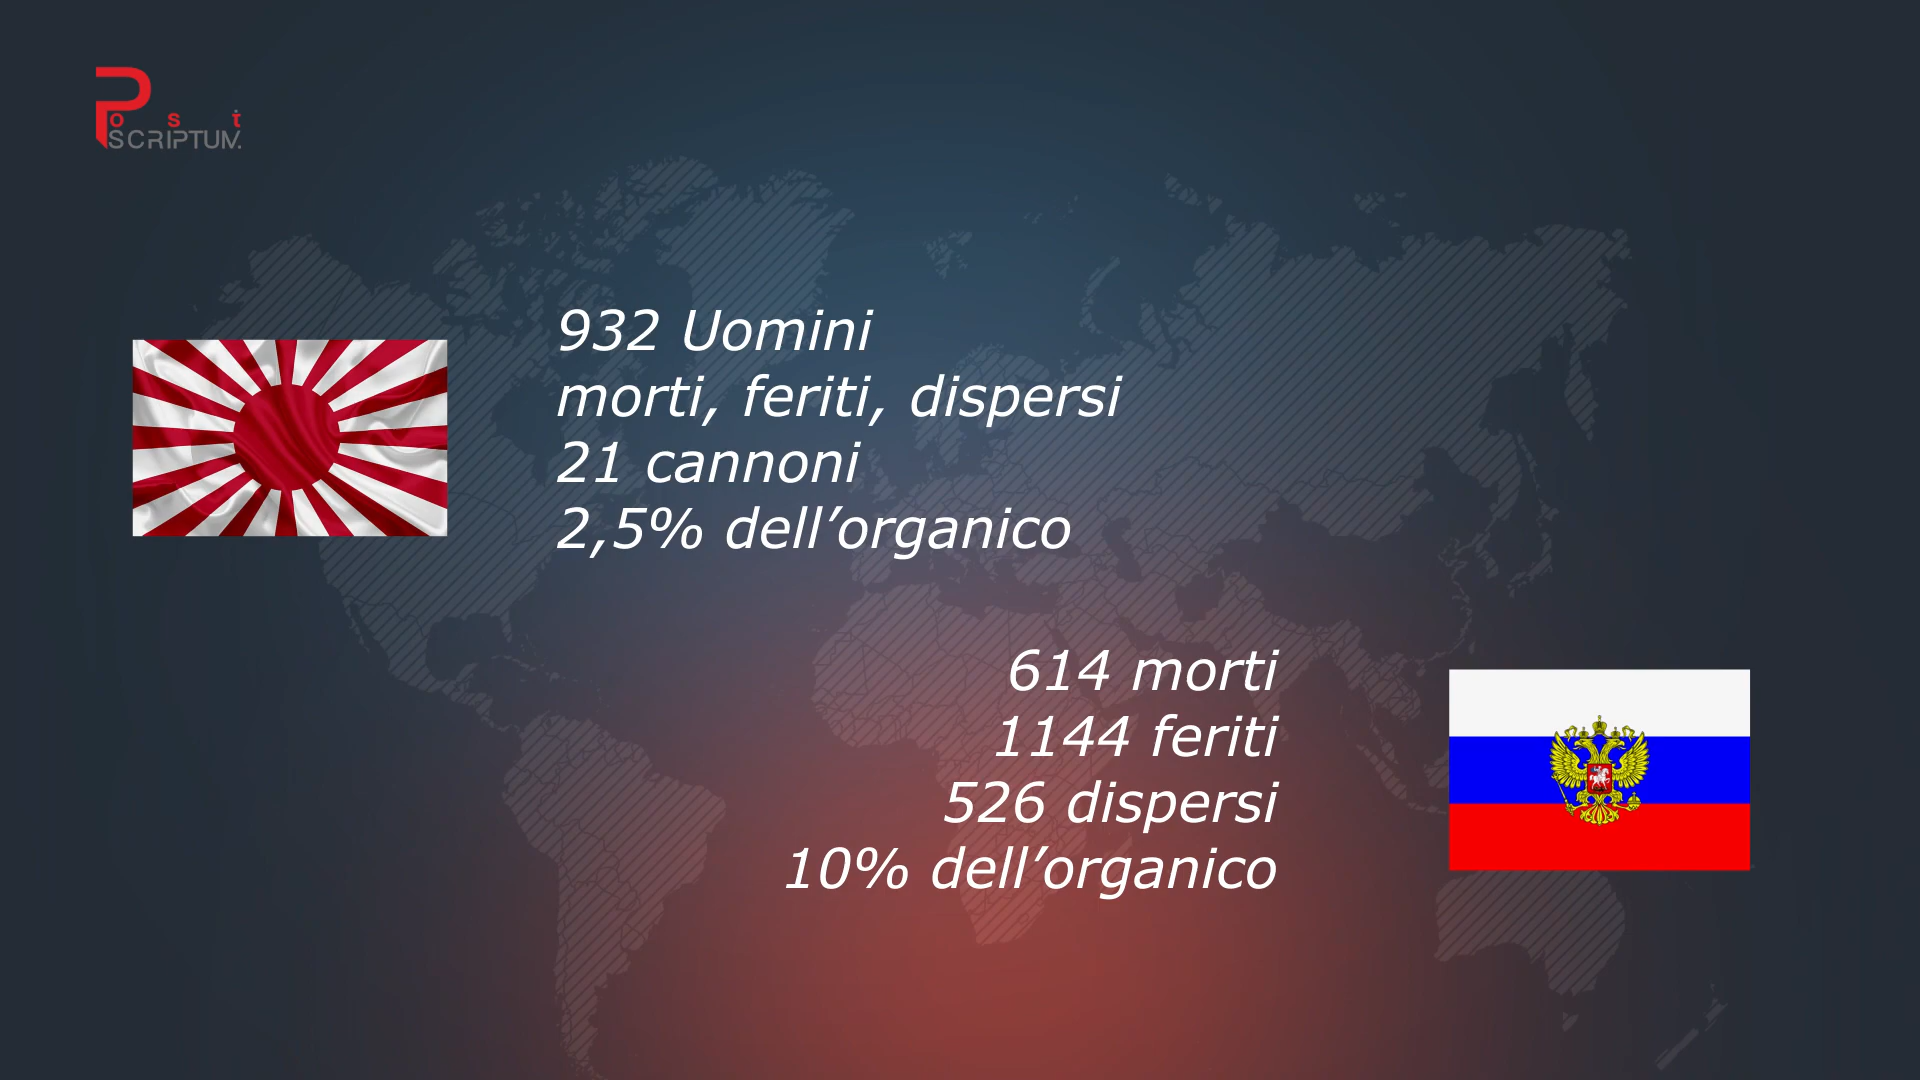 Post
SCRIPTUM.
932 Uomini
morti, feriti, dispersi
21 cannoni
2,5% dell’organico
614 morti
1144 feriti
526 dispersi
10% dell’organico